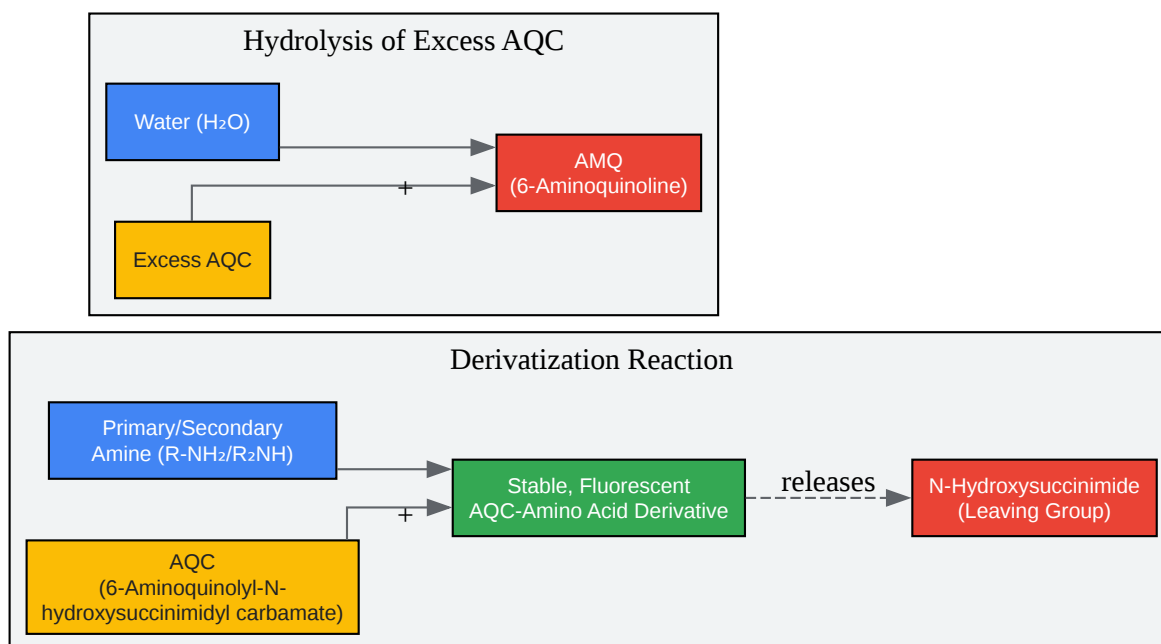 Hydrolysis of Excess AQC
Water (H₂O)
AMQ
(6-Aminoquinoline)
+
Excess AQC
Derivatization Reaction
Primary/Secondary
Amine (R-NH₂/R₂NH)
Stable, Fluorescent
AQC-Amino Acid Derivative
releases
N-Hydroxysuccinimide
(Leaving Group)
+
AQC
(6-Aminoquinolyl-N-
hydroxysuccinimidyl carbamate)